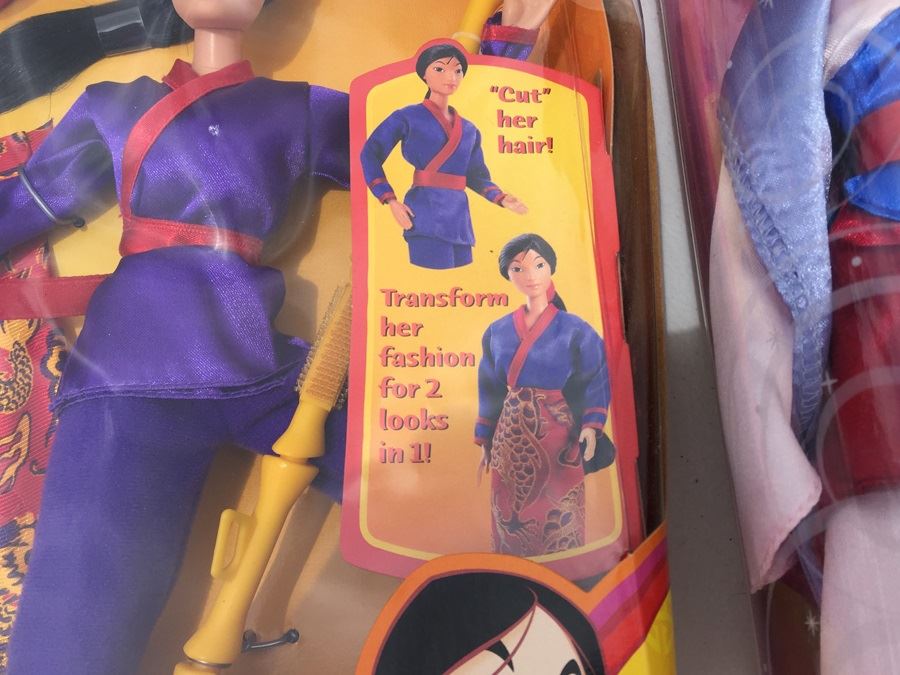 "Cut"
her
hair!
Transform
her
fashion
for 2
looks
in 1!